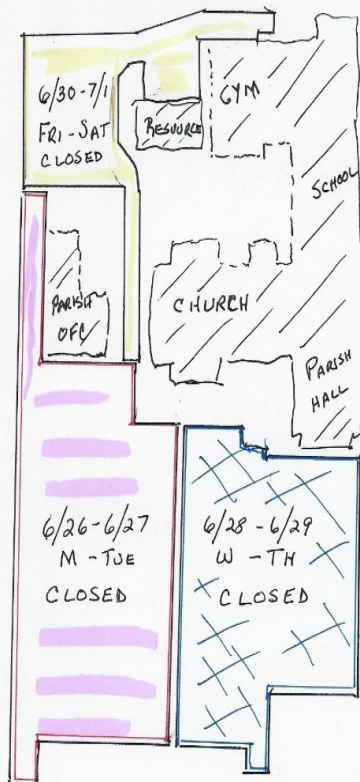 6/30-7/1
FRI-SAT
CLOSED
RESOURCE
GYM
SCHOOL
PARISH
OFC
CHURCH
PARISH
HALL
6/26-6/27
M-TUE
CLOSED
6/28-6/29
W-TH
CLOSED